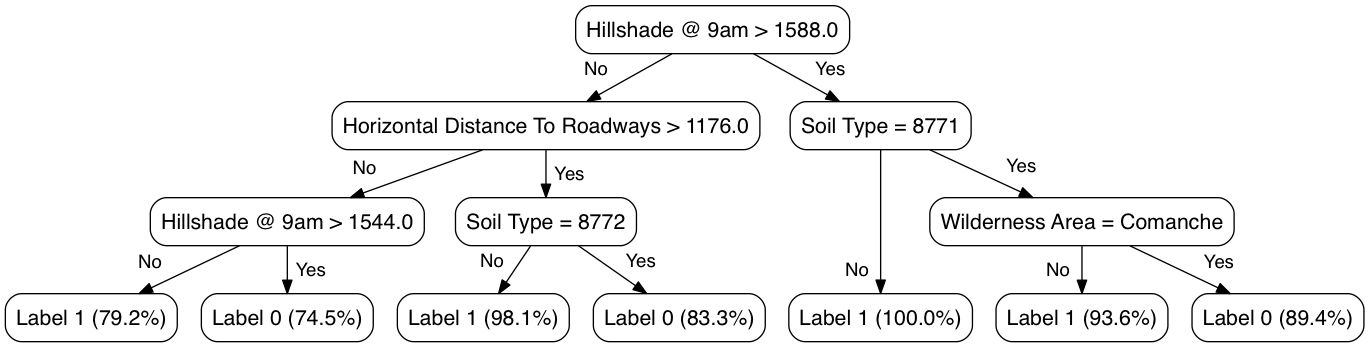 Hillshade @ 9am > 1588.0
No
Yes
Horizontal Distance To Roadways > 1176.0
Soil Type = 8771
No
Yes
Yes
Hillshade @ 9am > 1544.0
Soil Type = 8772
Wilderness Area = Comanche
No
Yes
No
Yes
No
No
Yes
Label 1 (79.2%)
Label 0 (74.5%)
Label 1 (98.1%)
Label 0 (83.3%)
Label 1 (100.0%)
Label 1 (93.6%)
Label 0 (89.4%)